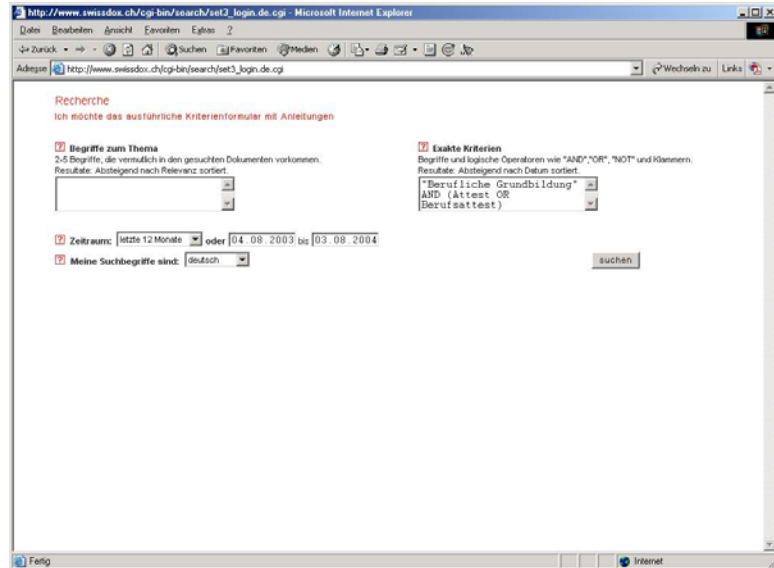 http://www.swissdox.ch/cgi-bin/search/set3_login.de.cgi - Microsoft Internet Explorer
Datei Bearbeiten Ansicht Favoriten Extras ?
Zurück Suchen Favoriten Medien
Adresse http://www.swissdox.ch/cgi-bin/search/set3_login.de.cgi Wechseln zu Links
Recherche
Ich möchte das ausführliche Kriterienformular mit Anleitungen
? Begriffe zum Thema
2-5 Begriffe, die vermutlich in den gesuchten Dokumenten vorkommen.
Resultate: Absteigend nach Relevanz sortiert.
? Exakte Kriterien
Begriffe und logische Operatoren wie "AND","OR", "NOT" und Klammern.
Resultate: Absteigend nach Datum sortiert.
"Berufliche Grundbildung"
AND (Attest OR
Berufsattest)
? Zeitraum: letzte 12 Monate oder 04.08.2003 bis 03.08.2004
? Meine Suchbegriffe sind: deutsch
suchen
Fertig Internet